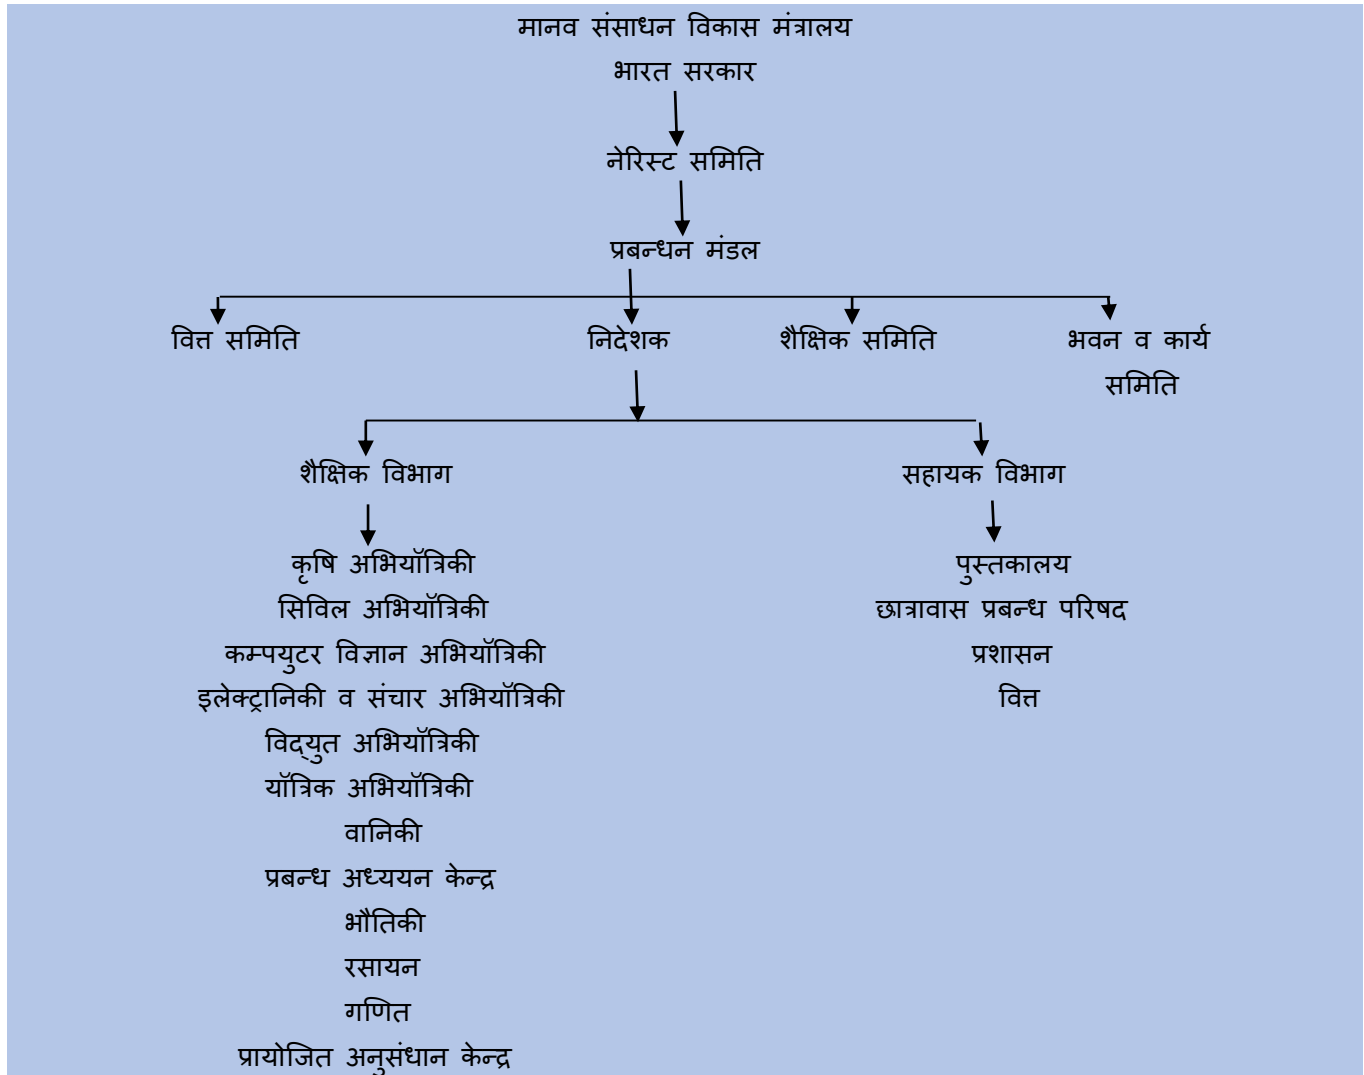 मानव संसाधन विकास मंत्रालय
भारत सरकार
नेरिस्ट समिति
प्रबन्धन मंडल
वित्त समिति निदेशक शैक्षिक समिति भवन व कार्य
समिति
शैक्षिक विभाग सहायक विभाग
कृषि अभियॉत्रिकी पुस्तकालय
सिविल अभियॉत्रिकी छात्रावास प्रबन्ध परिषद
कम्पयुटर विज्ञान अभियॉत्रिकी प्रशासन
इलेक्ट्रानिकी व संचार अभियॉत्रिकी वित्त
विद्‌युत अभियॉत्रिकी
यॉत्रिक अभियॉत्रिकी
वानिकी
प्रबन्ध अध्ययन केन्द्र
भौतिकी
रसायन
गणित
प्रायोजित अनुसंधान केन्द्र